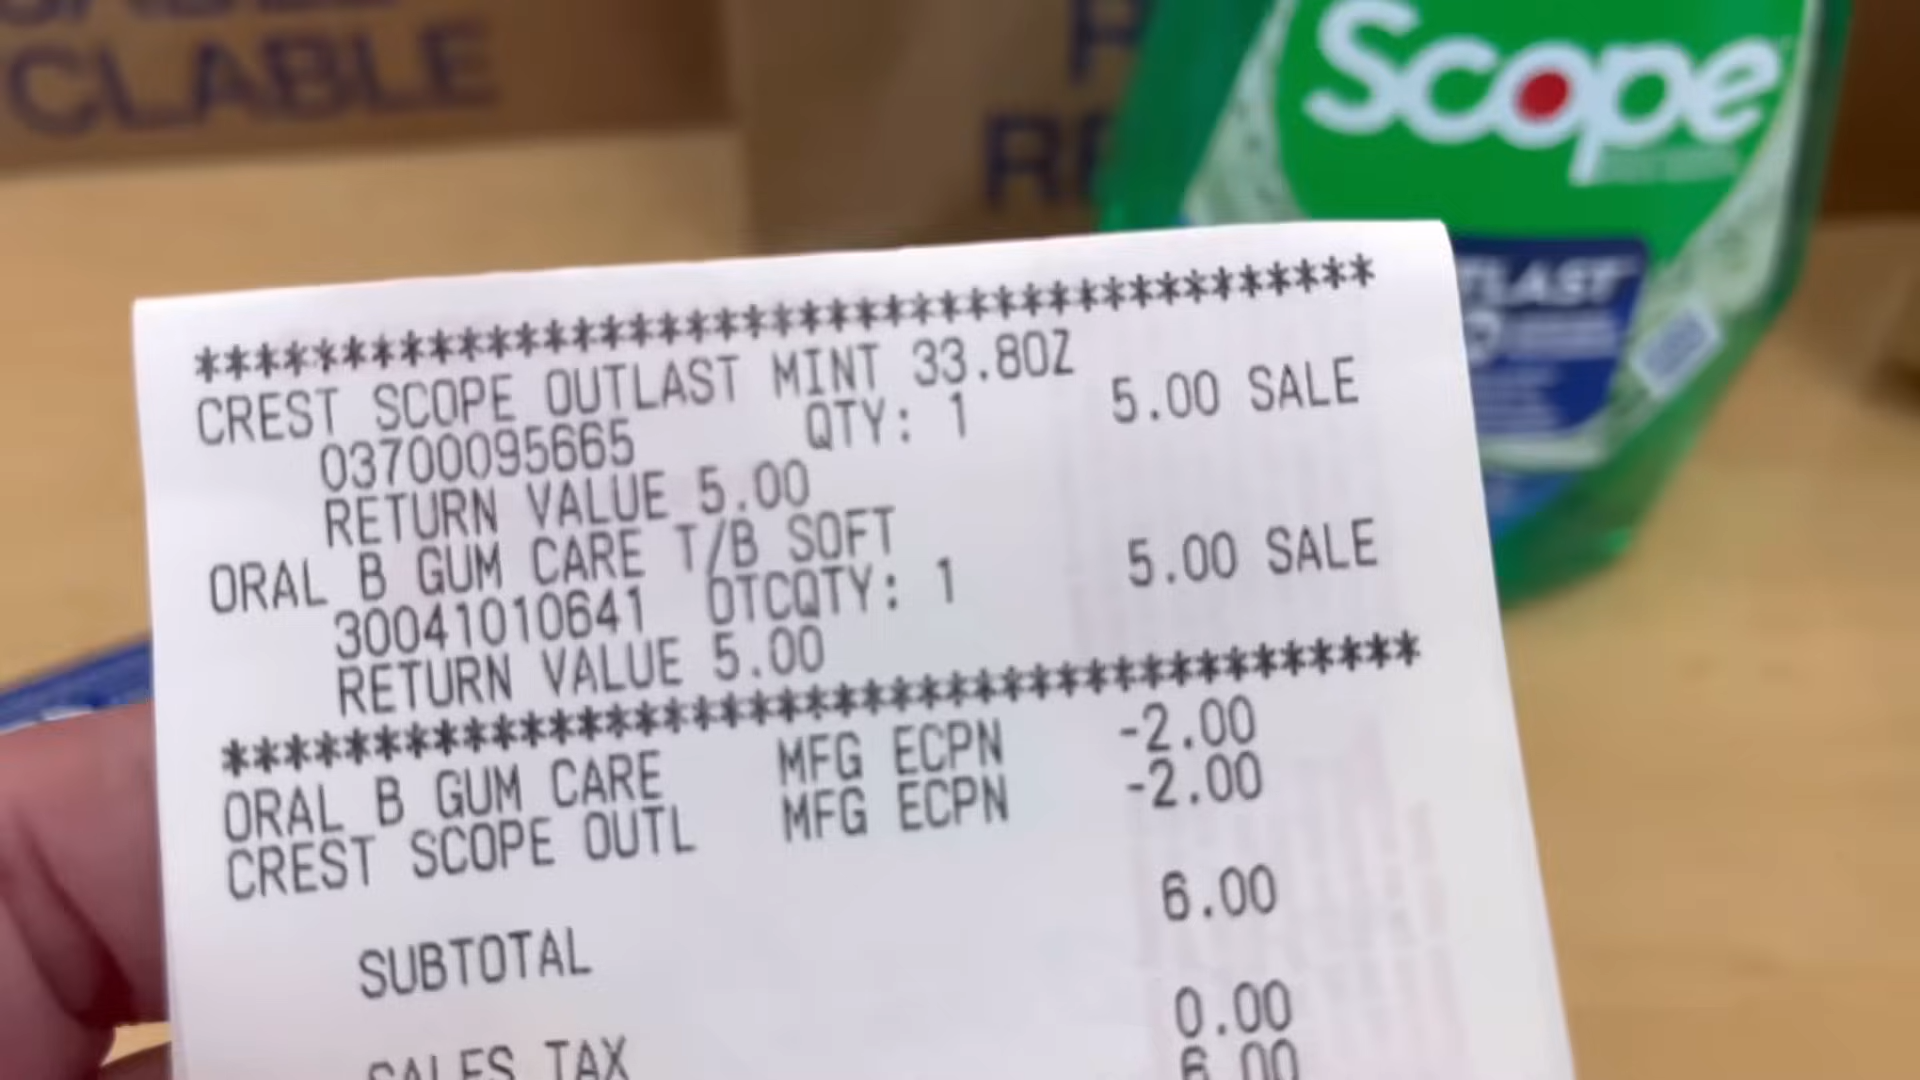 CLABLE
R
Scope
TLAST
****************************************
CREST SCOPE OUTLAST MINT 33.8OZ
03700095665 QTY: 1 5.00 SALE
RETURN VALUE 5.00
ORAL B GUM CARE T/B SOFT
30041010641 OTCQTY: 1 5.00 SALE
RETURN VALUE 5.00
****************************************
ORAL B GUM CARE MFG ECPN -2.00
CREST SCOPE OUTL MFG ECPN -2.00
SUBTOTAL 6.00
SALES TAX 0.00
6.00